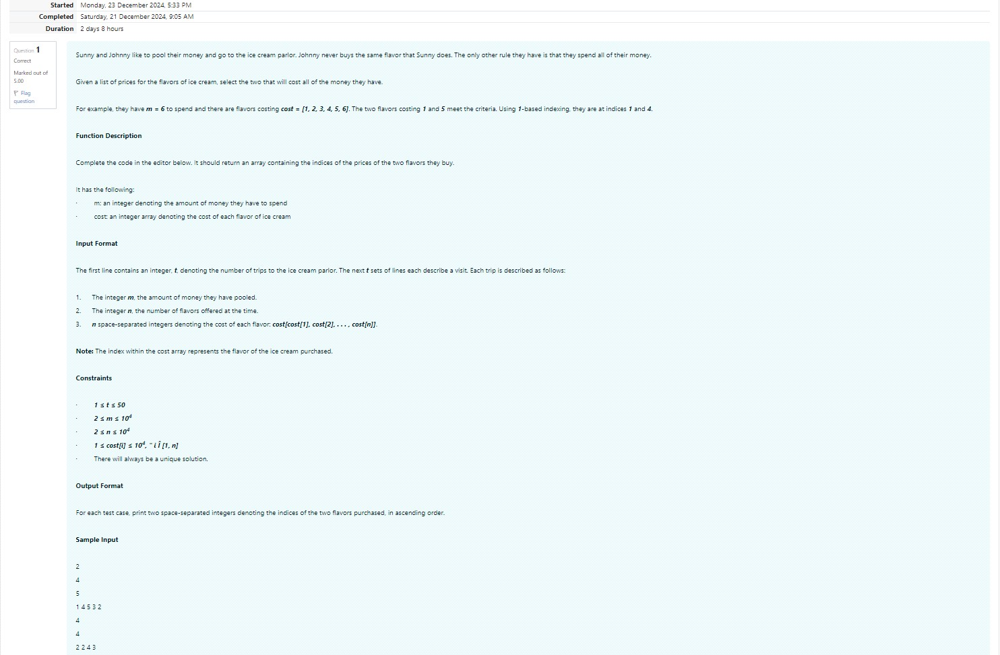 Started Monday, 23 December 2024, 5:33 PM
Completed Saturday, 21 December 2024, 9:05 AM
Duration 2 days 8 hours
Question 1
Correct
Marked out of
5.00
Flag
question
Sunny and Johnny like to pool their money and go to the ice cream parlor. Johnny never buys the same flavor that Sunny does. The only other rule they have is that they spend all of their money.
Given a list of prices for the flavors of ice cream, select the two that will cost all of the money they have.
For example, they have m = 6 to spend and there are flavors costing cost = [1, 2, 3, 4, 5, 6]. The two flavors costing 1 and 5 meet the criteria. Using 1-based indexing, they are at indices 1 and 4.
Function Description
Complete the code in the editor below. It should return an array containing the indices of the prices of the two flavors they buy.
It has the following:
· m: an integer denoting the amount of money they have to spend
· cost: an integer array denoting the cost of each flavor of ice cream
Input Format
The first line contains an integer, t, denoting the number of trips to the ice cream parlor. The next t sets of lines each describe a visit. Each trip is described as follows:
1. The integer m, the amount of money they have pooled.
2. The integer n, the number of flavors offered at the time.
3. n space-separated integers denoting the cost of each flavor: cost[cost[1], cost[2], . . . , cost[n]].
Note: The index within the cost array represents the flavor of the ice cream purchased.
Constraints
· 1 ≤ t ≤ 50
· 2 ≤ m ≤ 10⁴
· 2 ≤ n ≤ 10⁴
· 1 ≤ cost[i] ≤ 10⁴, ¨ i Î [1, n]
· There will always be a unique solution.
Output Format
For each test case, print two space-separated integers denoting the indices of the two flavors purchased, in ascending order.
Sample Input
2
4
5
1 4 5 3 2
4
4
2 2 4 3